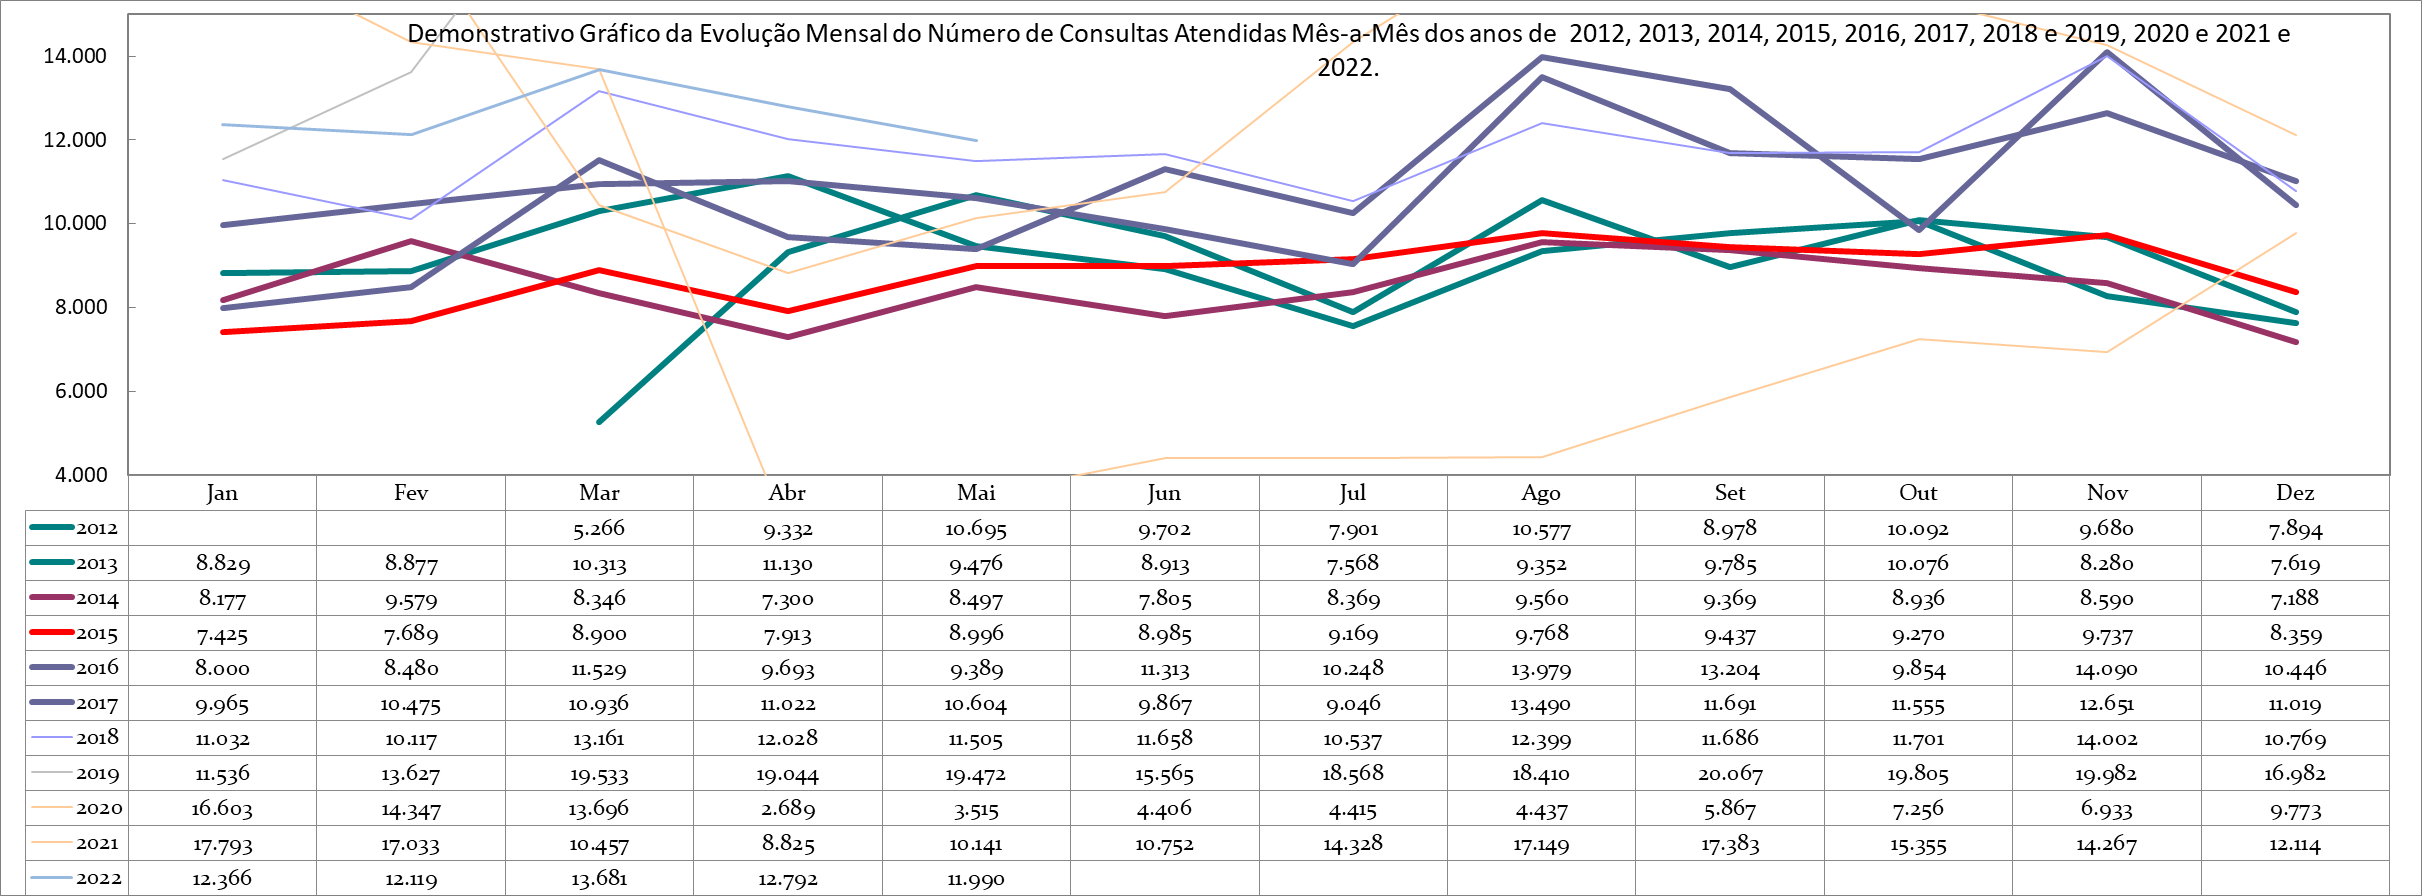 Demonstrativo Gráfico da Evolução Mensal do Número de Consultas Atendidas Mês-a-Mês dos anos de 2012, 2013, 2014, 2015, 2016, 2017, 2018 e 2019, 2020 e 2021 e
2022.
14.000
12.000
10.000
8.000
6.000
4.000
Jan Fev Mar Abr Mai Jun Jul Ago Set Out Nov Dez
2012 5.266 9.332 10.695 9.702 7.901 10.577 8.978 10.092 9.680 7.894
2013 8.829 8.877 10.313 11.130 9.476 8.913 7.568 9.352 9.785 10.076 8.280 7.619
2014 8.177 9.579 8.346 7.300 8.497 7.805 8.369 9.560 9.369 8.936 8.590 7.188
2015 7.425 7.689 8.900 7.913 8.996 8.985 9.169 9.768 9.437 9.270 9.737 8.359
2016 8.000 8.480 11.529 9.693 9.389 11.313 10.248 13.979 13.204 9.854 14.090 10.446
2017 9.965 10.475 10.936 11.022 10.604 9.867 9.046 13.490 11.691 11.555 12.651 11.019
2018 11.032 10.117 13.161 12.028 11.505 11.658 10.537 12.399 11.686 11.701 14.002 10.769
2019 11.536 13.627 19.533 19.044 19.472 15.565 18.568 18.410 20.067 19.805 19.982 16.982
2020 16.603 14.347 13.696 2.689 3.515 4.406 4.415 4.437 5.867 7.256 6.933 9.773
2021 17.793 17.033 10.457 8.825 10.141 10.752 14.328 17.149 17.383 15.355 14.267 12.114
2022 12.366 12.119 13.681 12.792 11.990